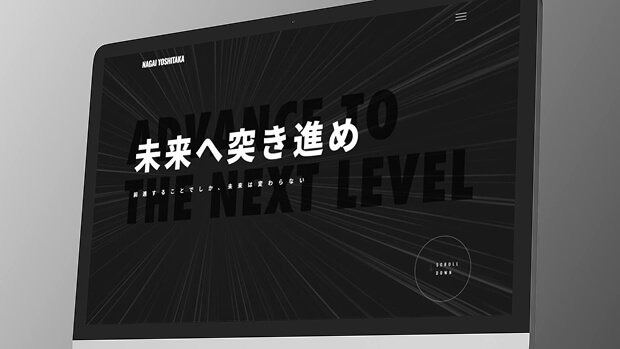 NAGAI YOSHITAKA
ADVANCE TO
未来へ突き進め
前進することでしか、未来は変わらない
THE NEXT LEVEL
SCROLL
DOWN